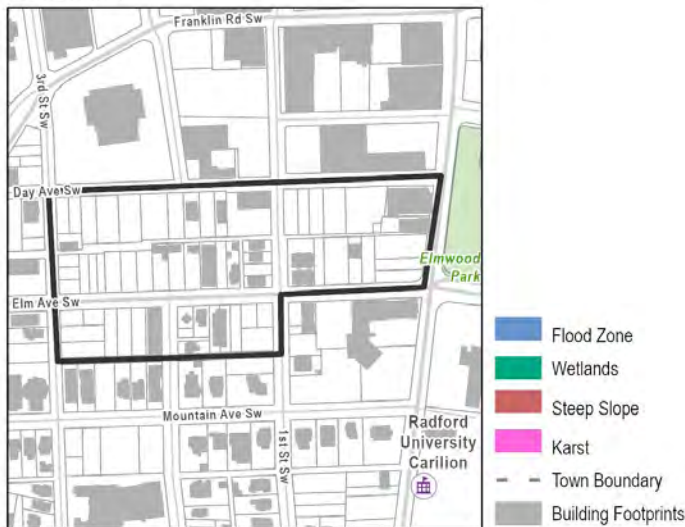 Franklin Rd Sw
3rd St Sw
Day Ave Sw
Elmwood
Park
Elm Ave Sw
Mountain Ave Sw
1st St Sw
Radford
University
Carilion
Flood Zone
Wetlands
Steep Slope
Karst
Town Boundary
Building Footprints